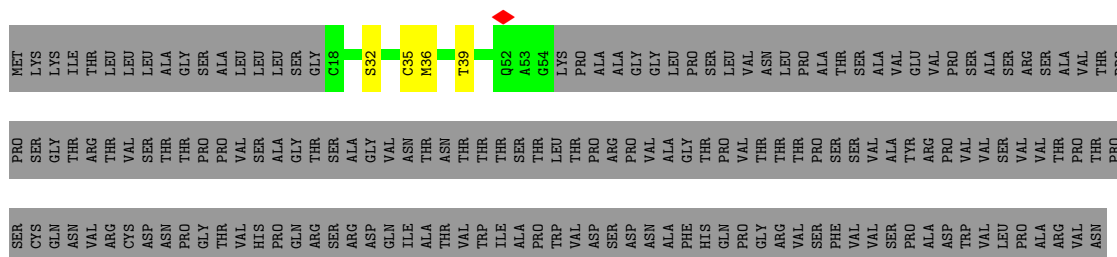 MET LYS LYS ILE THR LEU LEU LEU ALA GLY SER ALA LEU LEU LEU SER GLY C18 S32 C35 M36 T39 Q52 A53 G54 LYS PRO ALA ALA GLY GLY LEU PRO SER LEU VAL ASN LEU PRO ALA THR SER ALA VAL GLU VAL PRO SER ALA SER ARG SER ALA VAL THR PRO
PRO SER GLY THR ARG THR VAL SER THR THR PRO PRO VAL SER ALA GLY THR SER ALA GLY VAL ASN THR ASN THR THR THR SER THR LEU THR PRO ARG PRO VAL ALA GLY THR PRO VAL THR THR THR PRO SER SER VAL ALA TYR ARG PRO VAL VAL SER VAL VAL THR PRO THR PRO
SER CYS GLN ASN VAL ARG CYS ASP ASN PRO GLY THR VAL HIS PRO GLN ARG SER ARG ASP GLN ILE ALA THR VAL TRP ILE ALA PRO TRP VAL ASP SER ASP ASN ALA PHE HIS GLN PRO GLY ARG VAL SER PHE VAL VAL SER PRO ALA ASP TRP VAL LEU PRO ALA ARG VAL ASN